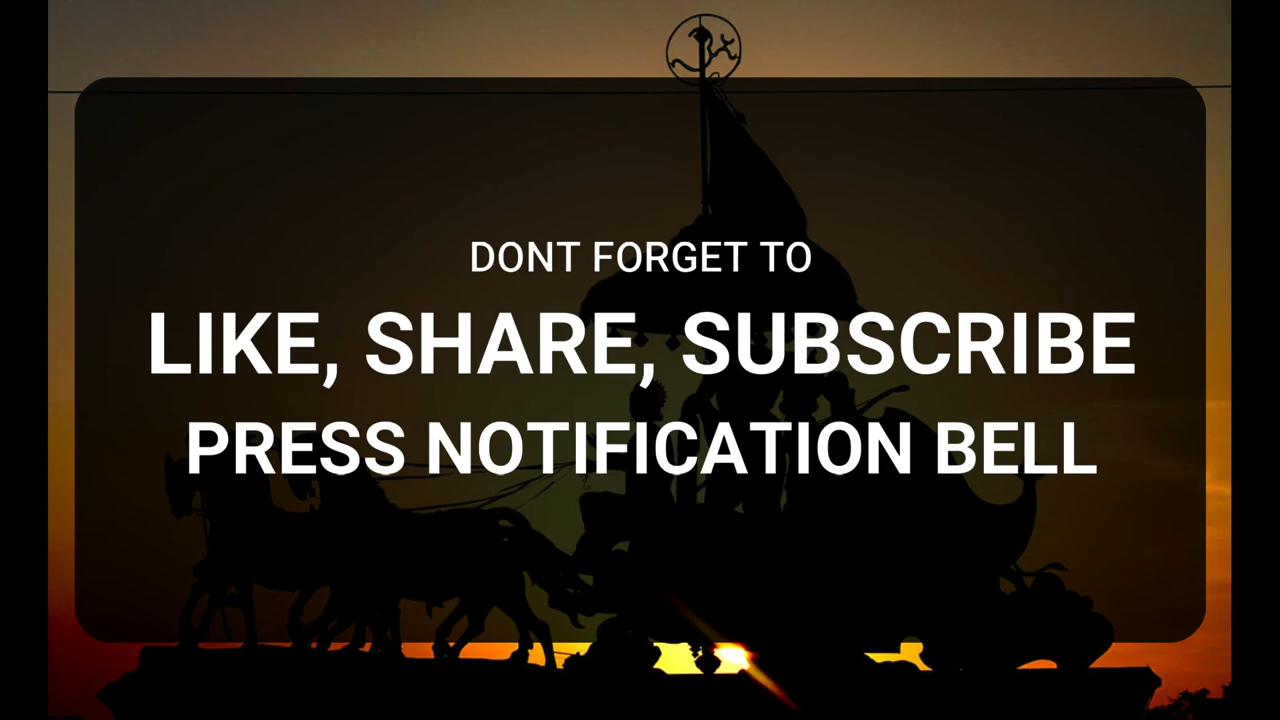 DONT FORGET TO
LIKE, SHARE, SUBSCRIBE
PRESS NOTIFICATION BELL